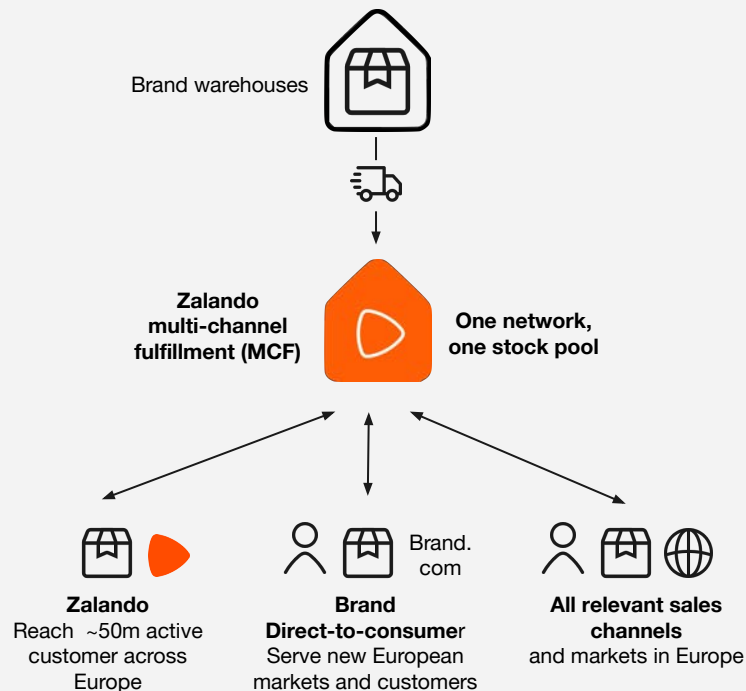 Brand warehouses
Zalando
multi-channel
fulfillment (MCF)
One network,
one stock pool
Zalando
Reach ~50m active
customer across
Europe
Brand.
com
Brand
Direct-to-consumer
Serve new European
markets and customers
All relevant sales
channels
and markets in Europe